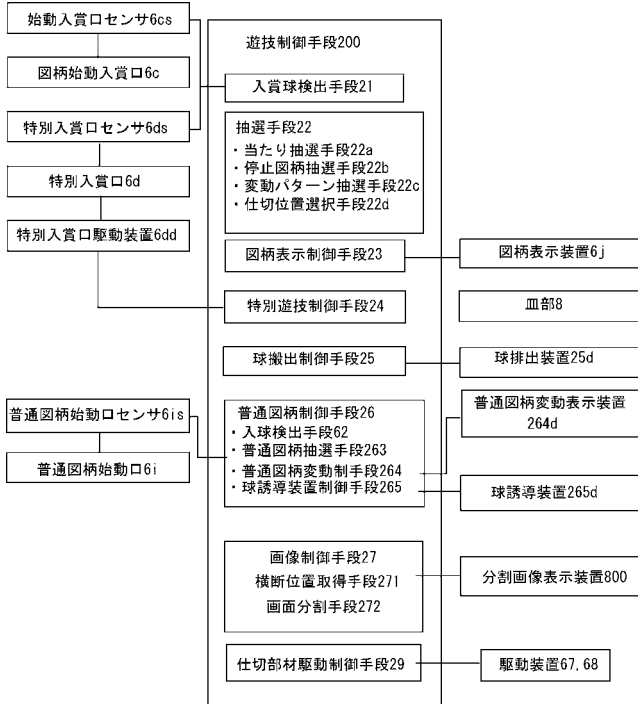 始動入賞口センサ6cs
図柄始動入賞口6c
特別入賞口センサ6ds
特別入賞口6d
特別入賞口駆動装置6dd
普通図柄始動口センサ6is
普通図柄始動口6i
遊技制御手段200
入賞球検出手段21
抽選手段22
・当たり抽選手段22a
・停止図柄抽選手段22b
・変動パターン抽選手段22c
・仕切位置選択手段22d
図柄表示制御手段23
特別遊技制御手段24
球搬出制御手段25
普通図柄制御手段26
・入球検出手段62
・普通図柄抽選手段263
・普通図柄変動制手段264
・球誘導装置制御手段265
画像制御手段27
横断位置取得手段271
画面分割手段272
仕切部材駆動制御手段29
図柄表示装置6j
皿部8
球排出装置25d
普通図柄変動表示装置
264d
球誘導装置265d
分割画像表示装置800
駆動装置67,68